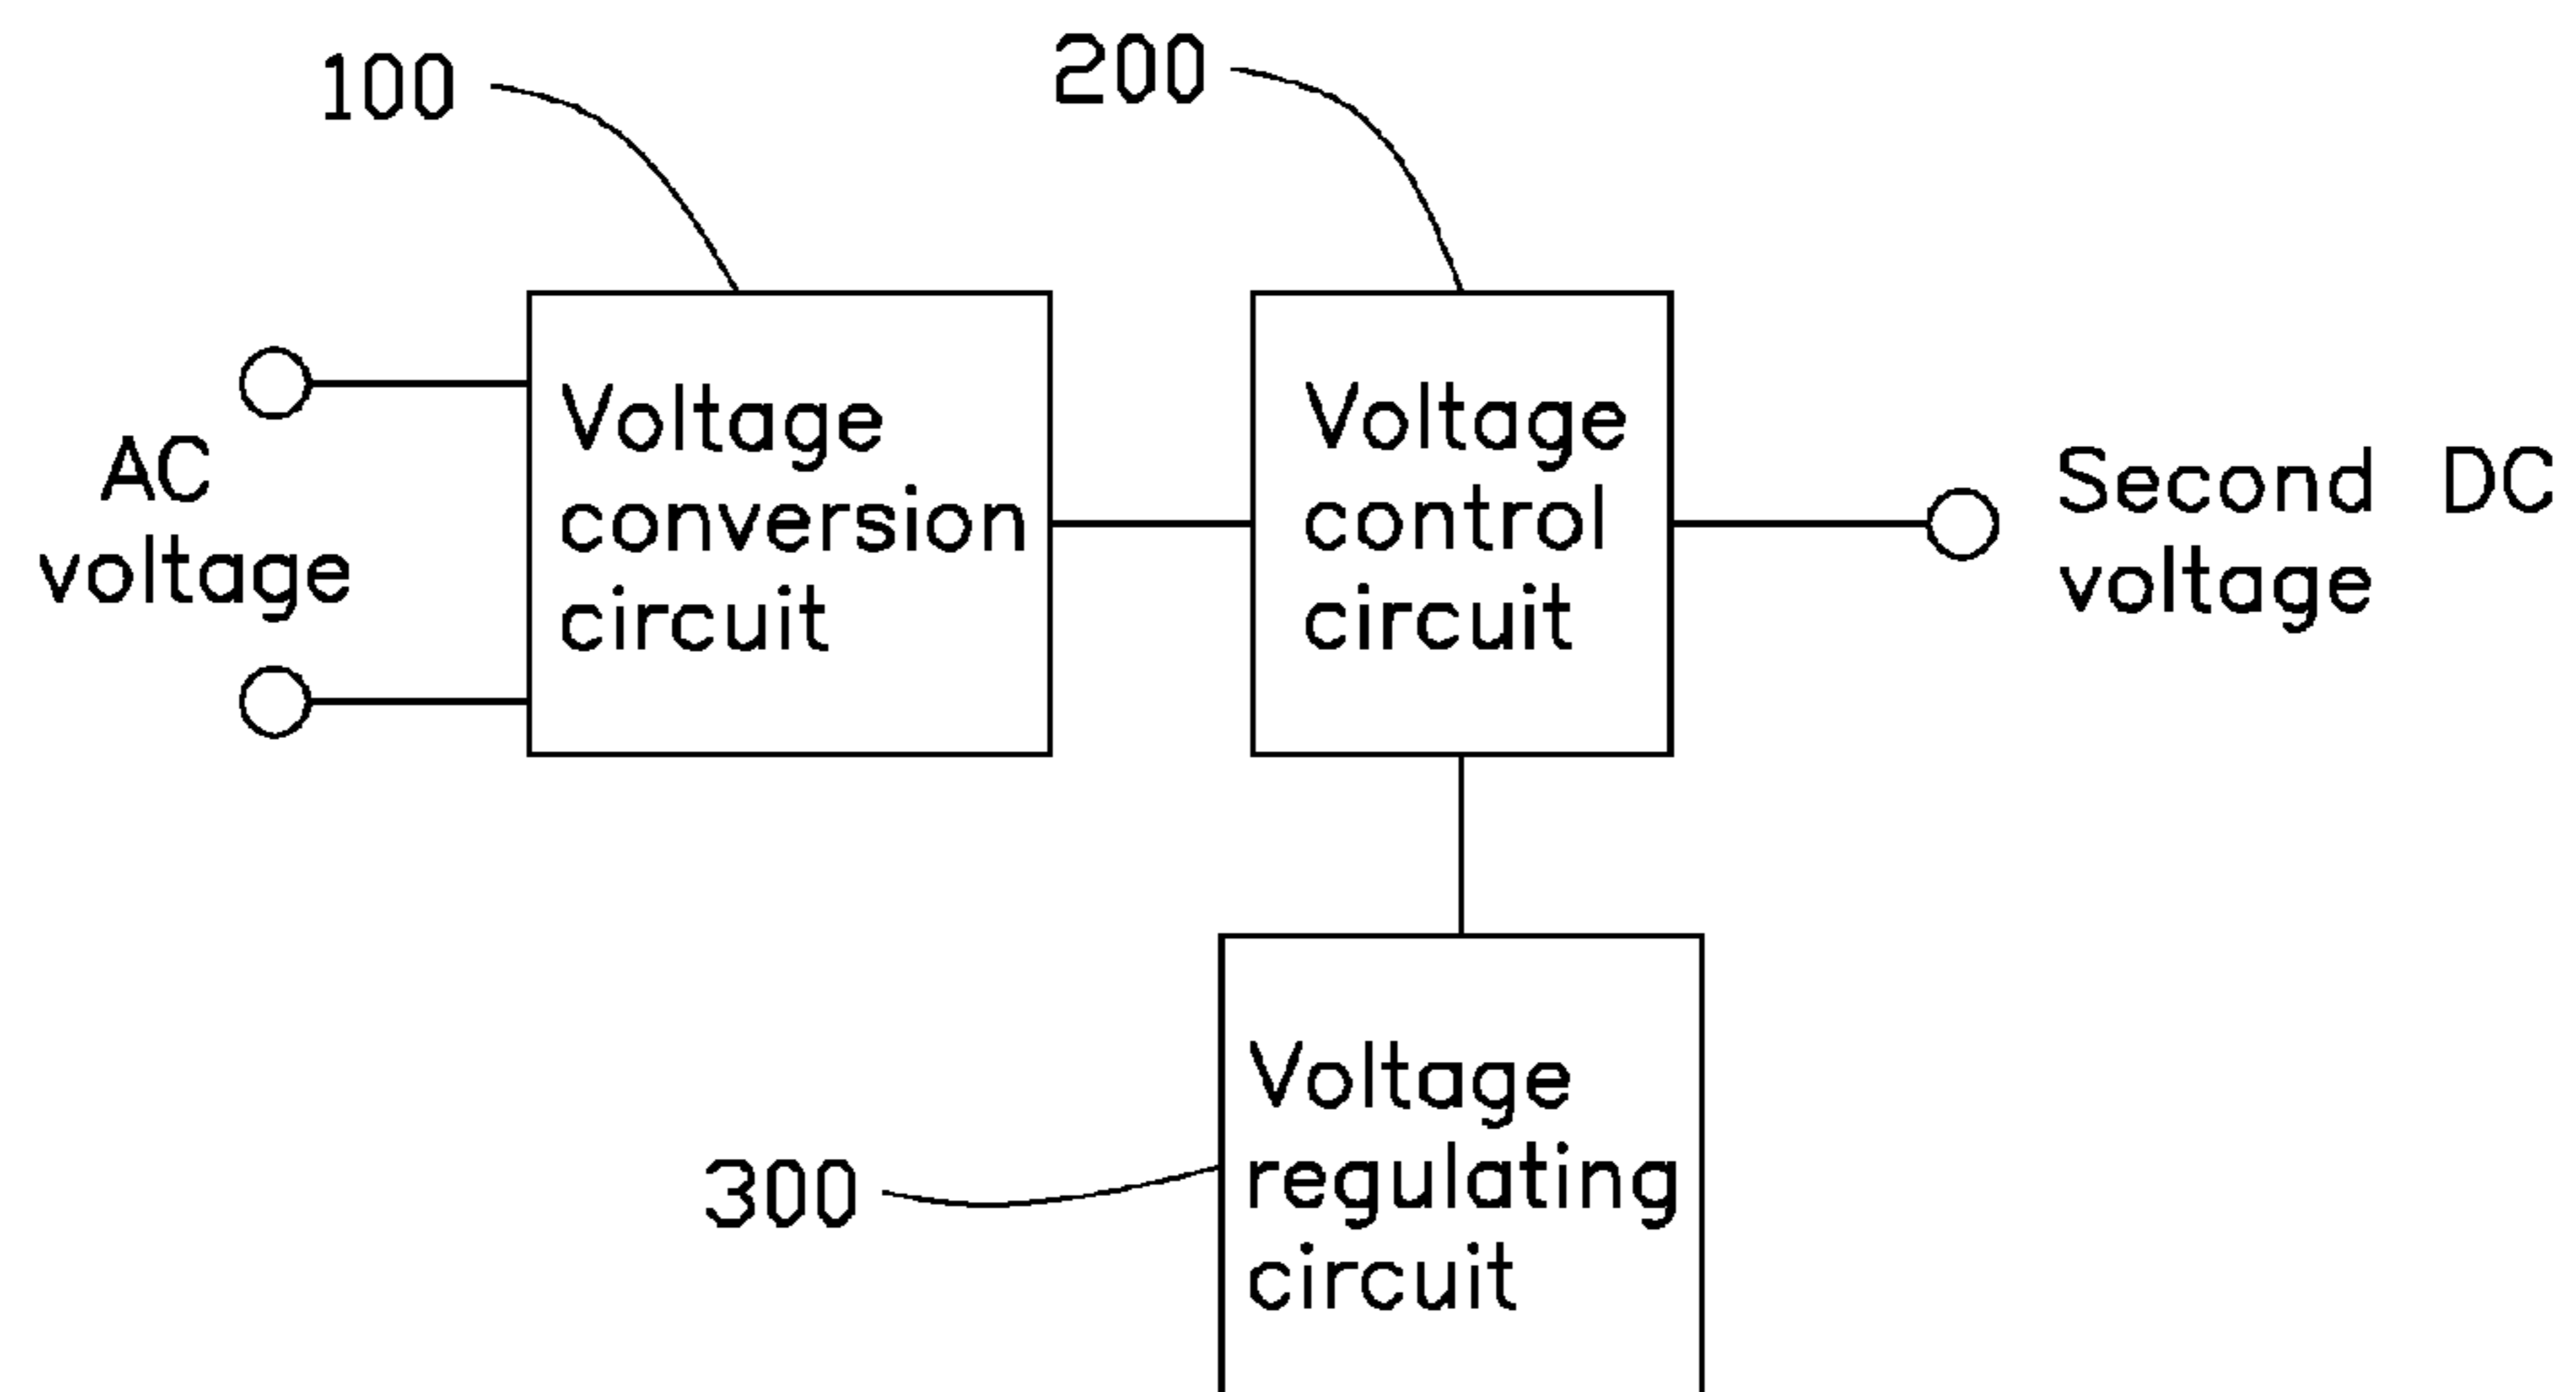 100
200
AC
voltage
Voltage
conversion
circuit
Voltage
control
circuit
Second DC
voltage
300
Voltage
regulating
circuit